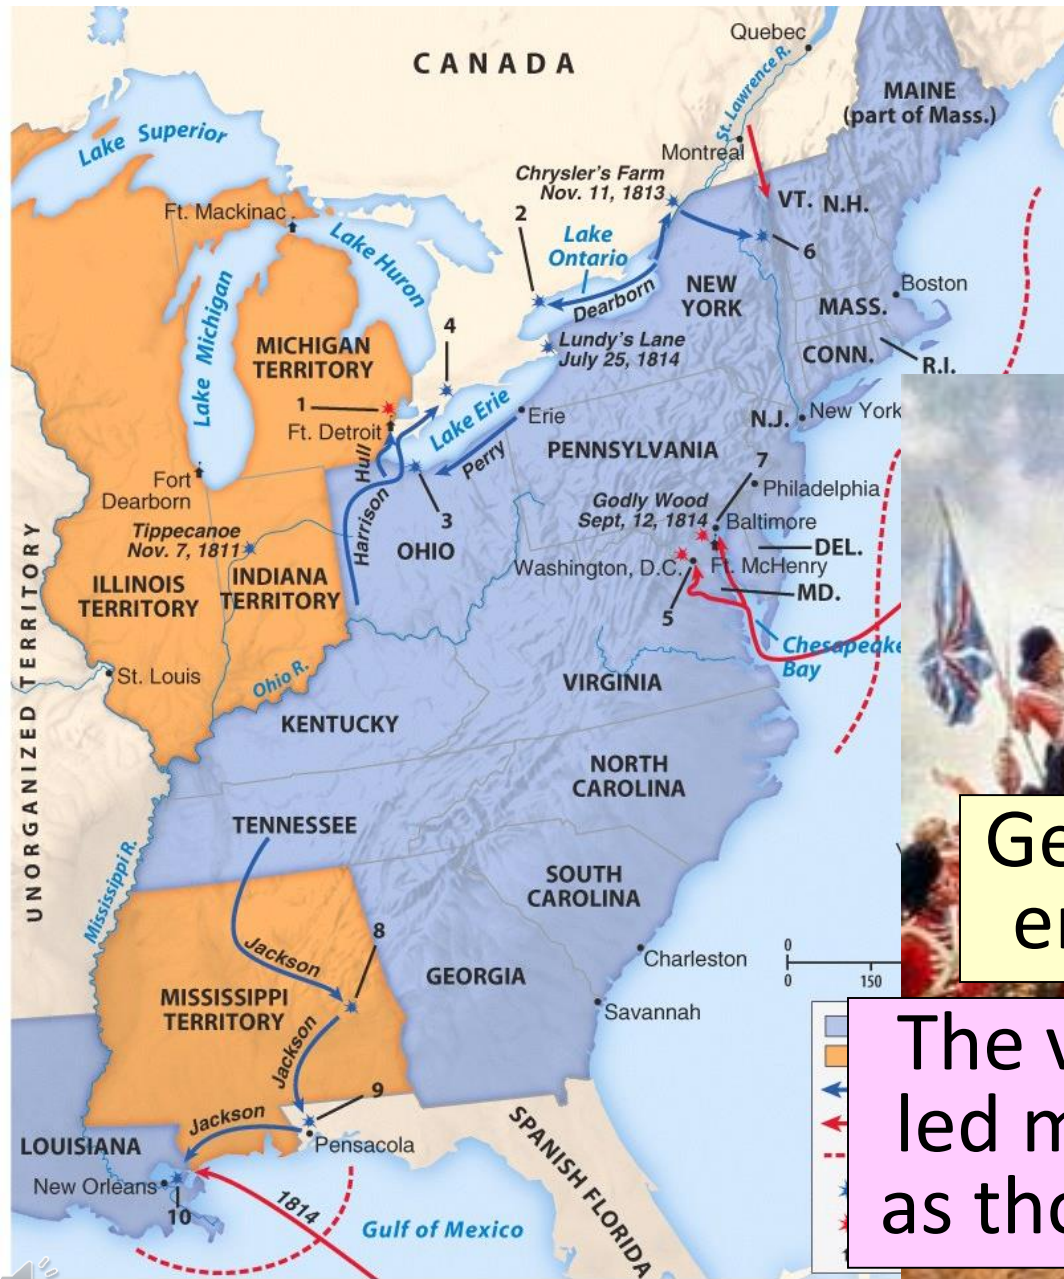 Quebec
CANADA
St. Lawrence R.
MAINE
(part of Mass.)
Lake Superior
Montreal
Chrysler's Farm
Nov. 11, 1813
VT.
N.H.
Ft. Mackinac
2
Lake Huron
Lake
Ontario
6
Lake Michigan
Dearborn
NEW
YORK
Boston
MASS.
4
Lundy's Lane
July 25, 1814
MICHIGAN
TERRITORY
CONN.
R.I.
1
Ft. Detroit
Lake Erie
Erie
N.J.
New York
Hull
Perry
PENNSYLVANIA
7
Fort
Dearborn
Philadelphia
Godly Wood
Sept, 12, 1814
3
Baltimore
Tippecanoe
Nov. 7, 1811
Harrison
OHIO
DEL.
Washington, D.C.
Ft. McHenry
ILLINOIS
TERRITORY
INDIANA
TERRITORY
MD.
5
UNORGANIZED TERRITORY
Chesapeake
Bay
St. Louis
Ohio R.
VIRGINIA
KENTUCKY
NORTH
CAROLINA
TENNESSEE
Mississippi R.
SOUTH
CAROLINA
8
Jackson
Charleston
0
0
150
GEORGIA
MISSISSIPPI
TERRITORY
Savannah
Jackson
9
Jackson
Pensacola
SPANISH FLORIDA
LOUISIANA
New Orleans
10
1814
Gulf of Mexico
Ge
er
The
led m
as tho